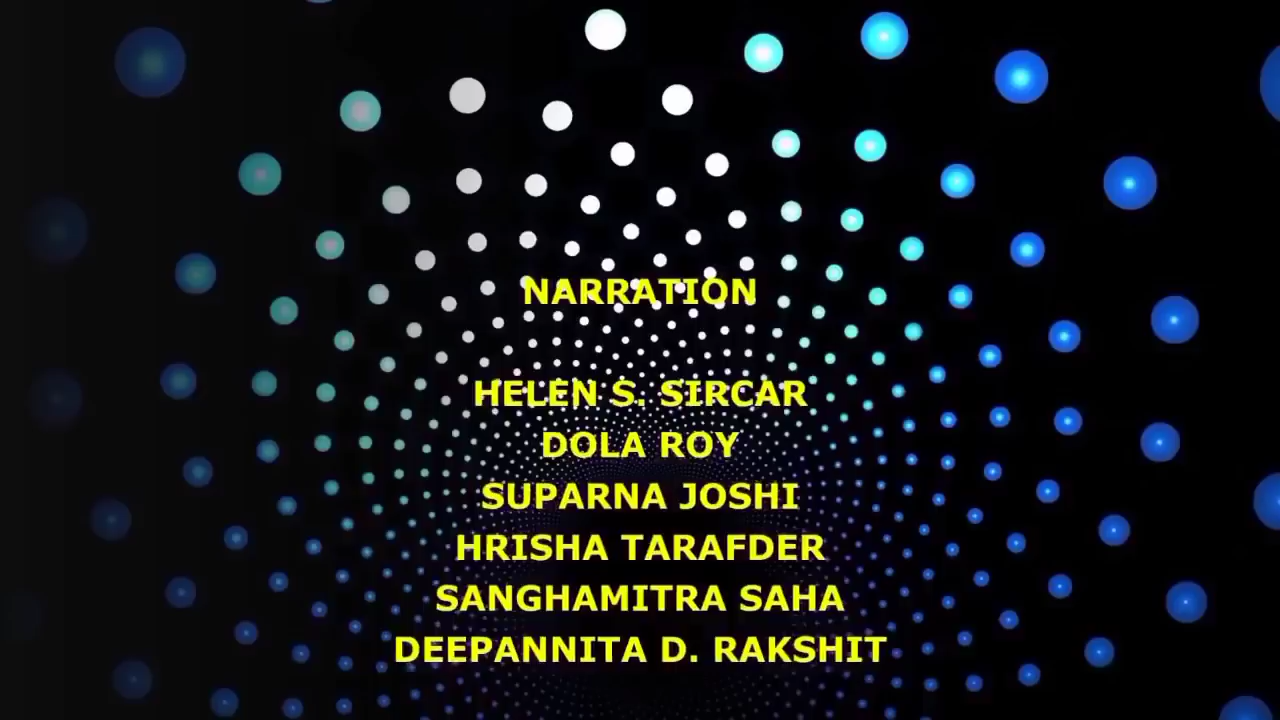 NARRATION
HELEN S. SIRCAR
DOLA ROY
SUPARNA JOSHI
HRISHA TARAFDER
SANGHAMITRA SAHA
DEEPANNITA D. RAKSHIT